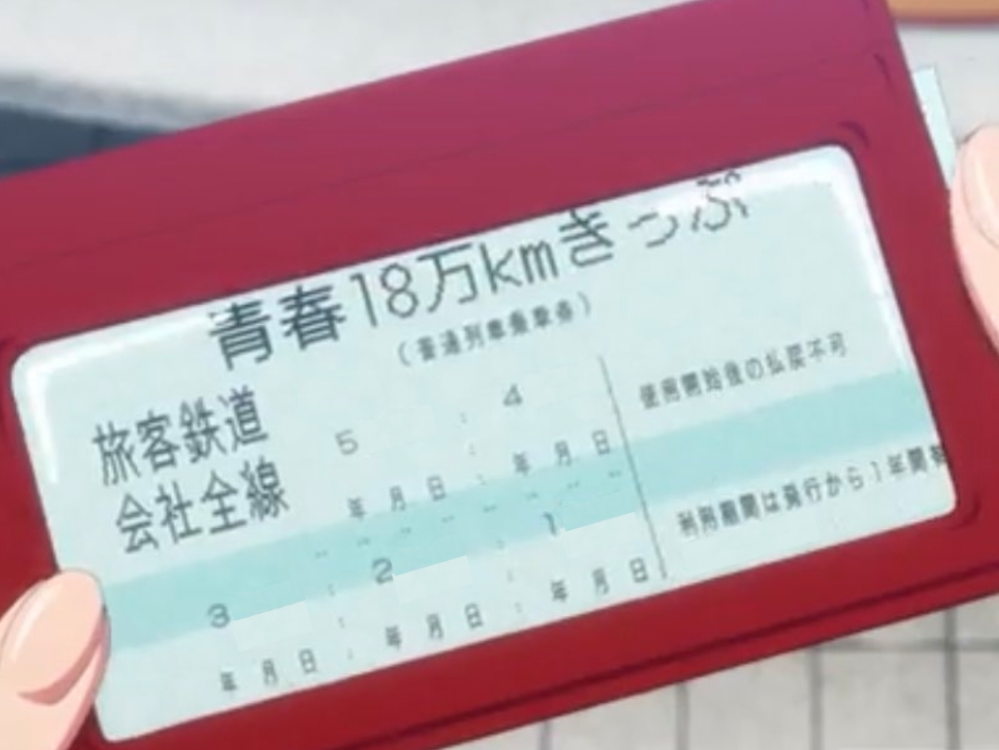 青春18万kmきっぷ
(普通列車乗車券)
旅客鉄道
会社全線
5 : 4
年 月 日 : 年 月 日
3 : 2 : 1
年 月 日 : 年 月 日 : 年 月 日
使用開始後の払戻不可
利用期間は発行から1年間有